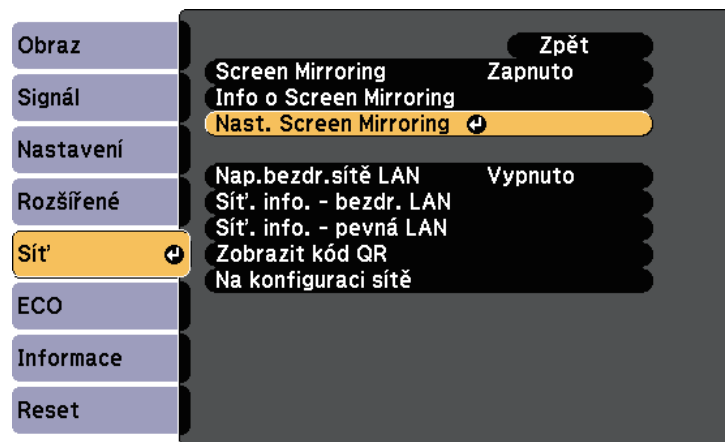 Obraz
Signál
Nastavení
Rozšířené
Síť
ECO
Informace
Reset
Zpět
Screen Mirroring Zapnuto
Info o Screen Mirroring
Nast. Screen Mirroring
Nap.bezdr.sítě LAN Vypnuto
Síť. info. - bezdr. LAN
Síť. info. - pevná LAN
Zobrazit kód QR
Na konfiguraci sítě